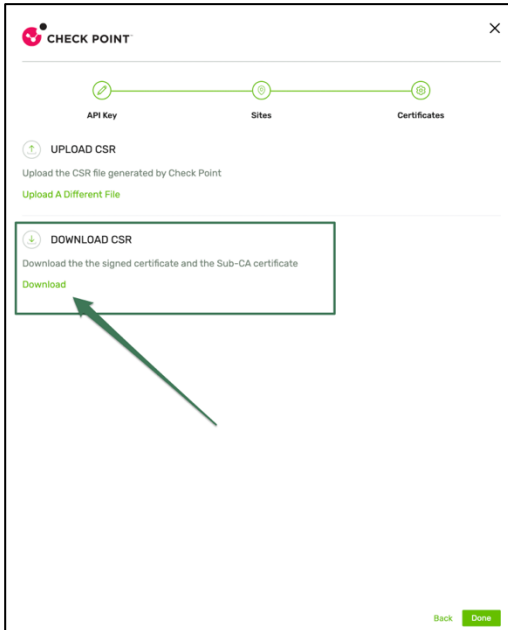 CHECK POINT
API Key
Sites
Certificates
UPLOAD CSR
Upload the CSR file generated by Check Point
Upload A Different File
DOWNLOAD CSR
Download the the signed certificate and the Sub-CA certificate
Download
Back
Done